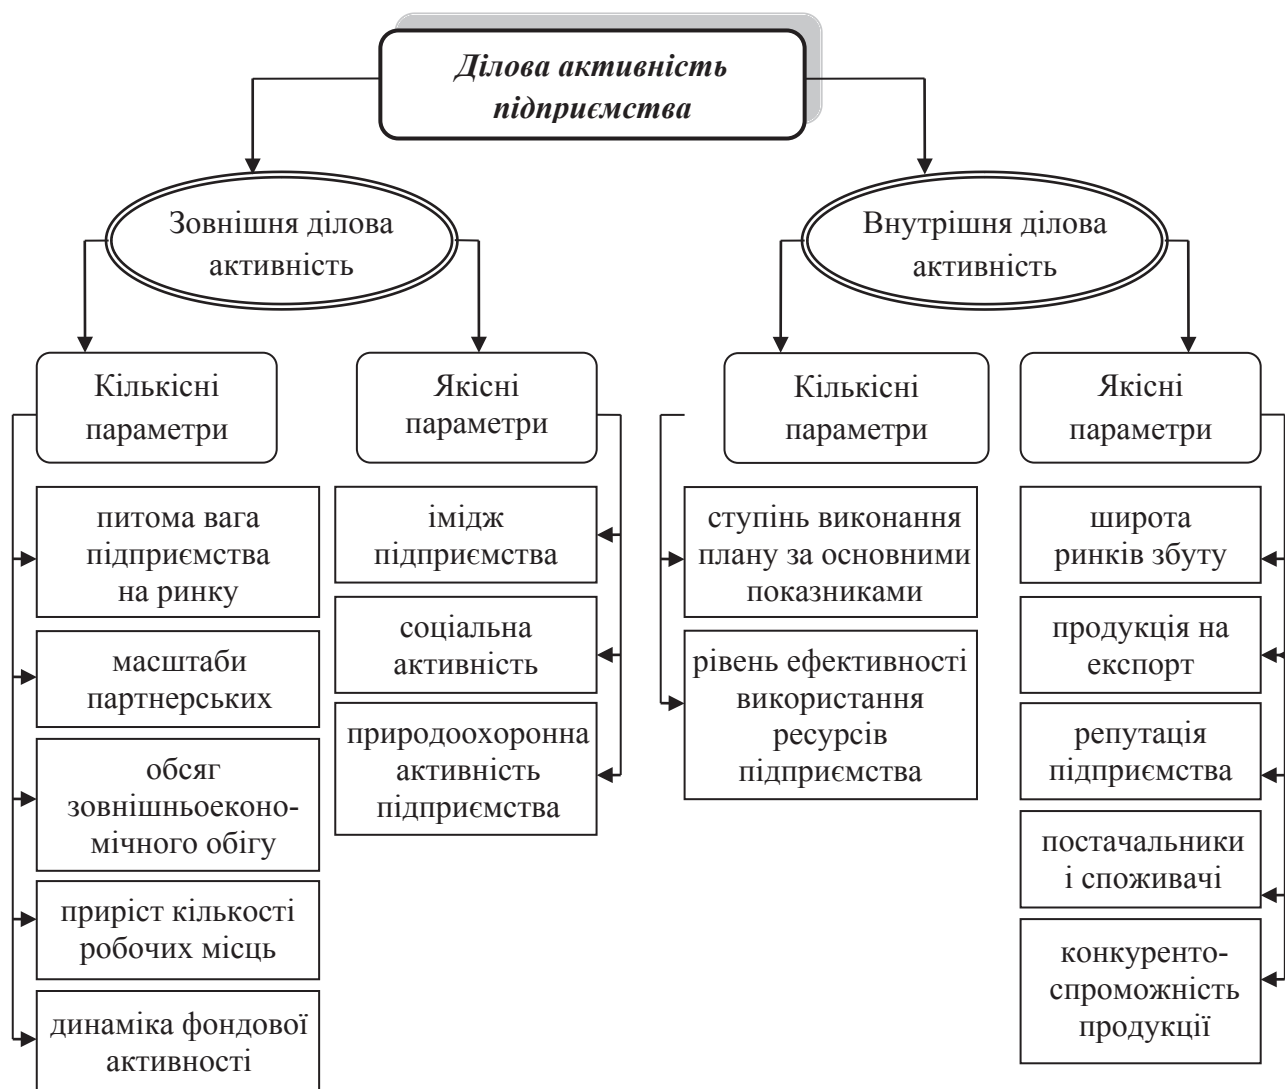 Ділова активність
підприємства
Зовнішня ділова
активність
Внутрішня ділова
активність
Кількісні
параметри
Якісні
параметри
Кількісні
параметри
Якісні
параметри
питома вага
підприємства
на ринку
масштаби
партнерських
обсяг
зовнішньоеконо-
мічного обігу
приріст кількості
робочих місць
динаміка фондової
активності
імідж
підприємства
соціальна
активність
природоохоронна
активність
підприємства
ступінь виконання
плану за основними
показниками
рівень ефективності
використання
ресурсів
підприємства
широта
ринків збуту
продукція на
експорт
репутація
підприємства
постачальники
і споживачі
конкуренто-
спроможність
продукції